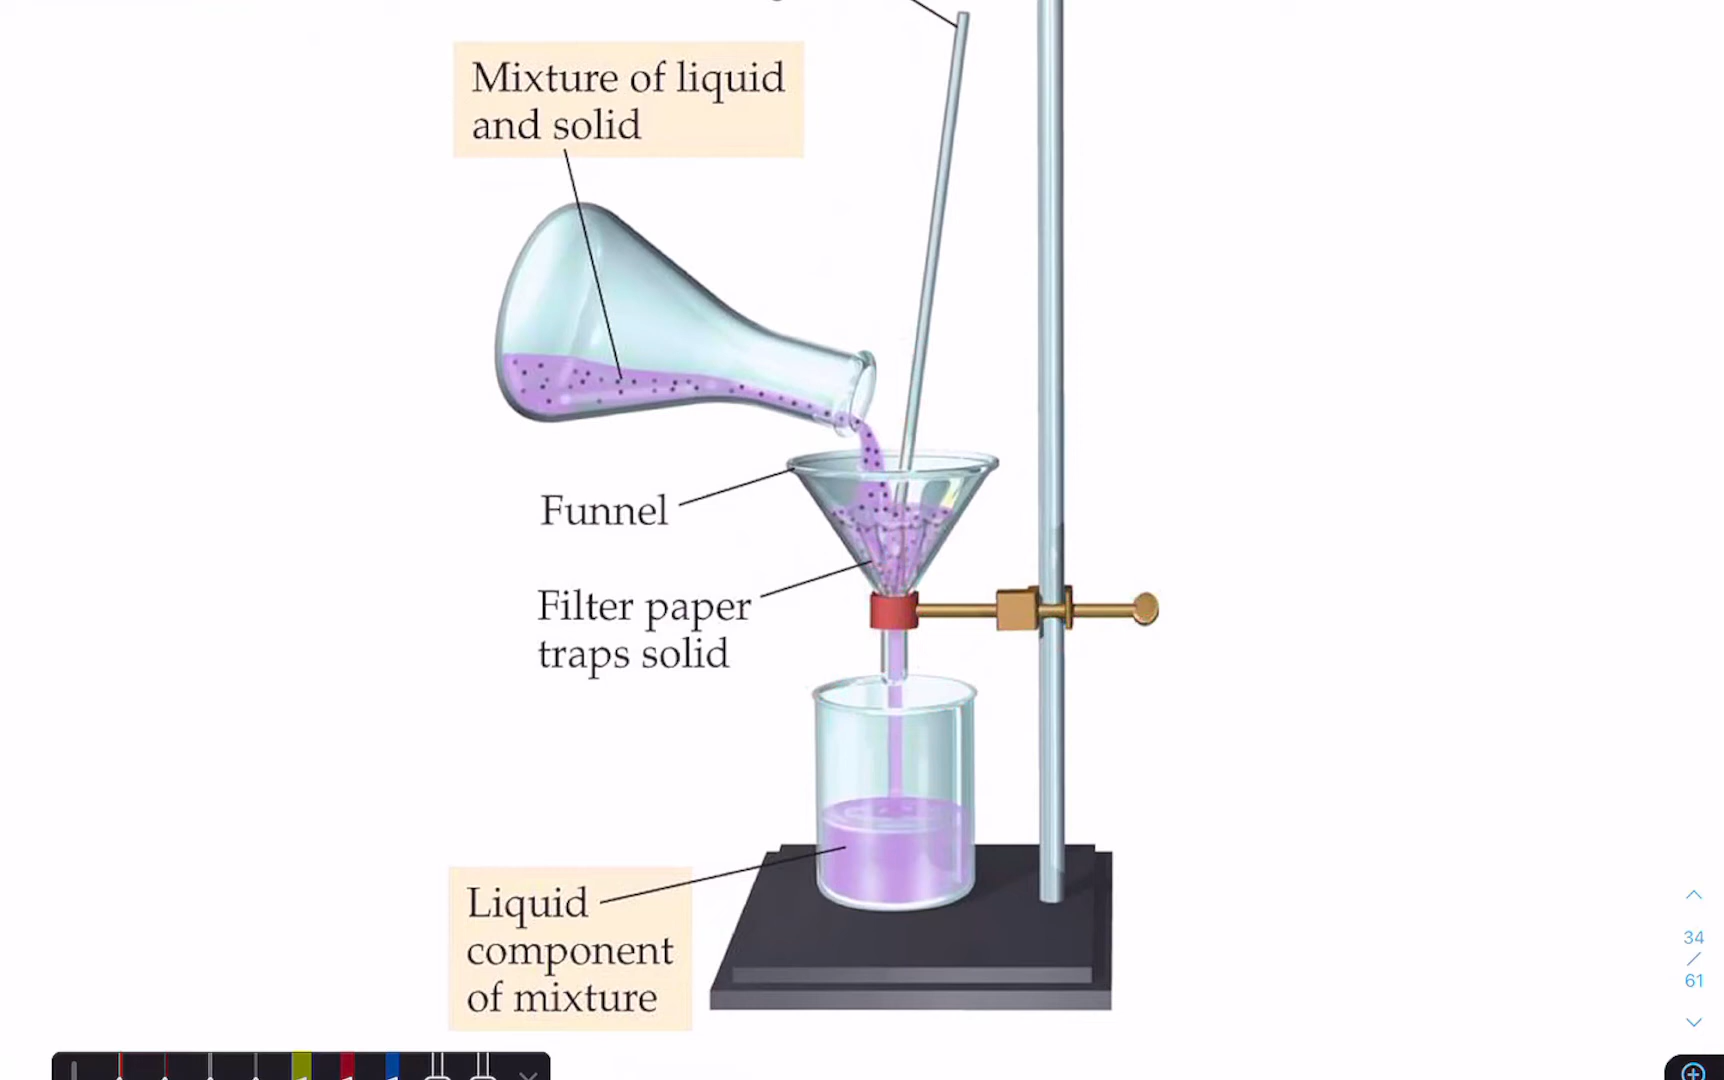 Mixture of liquid
and solid
Funnel
Filter paper
traps solid
Liquid
component
of mixture
34
/
61